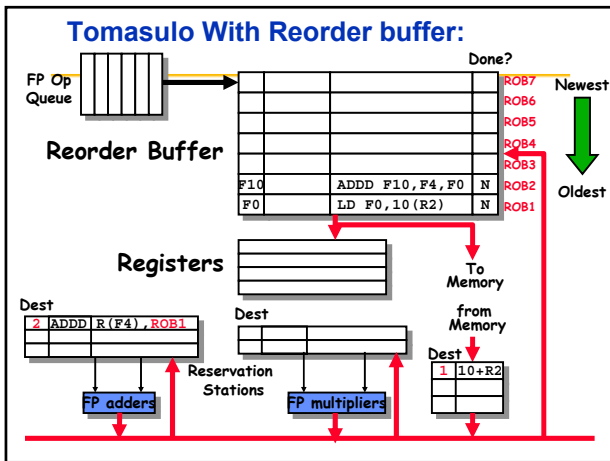 Tomasulo With Reorder buffer:
Done?
FP Op
Queue
ROB7
Newest
ROB6
ROB5
Reorder Buffer
ROB4
ROB3
F10 ADDD F10,F4,F0 N ROB2
Oldest
F0 LD F0,10(R2) N ROB1
Registers
To
Memory
from
Memory
Dest
2 ADDD R(F4),ROB1
Dest
Reservation
Stations
Dest
1 10+R2
FP adders
FP multipliers